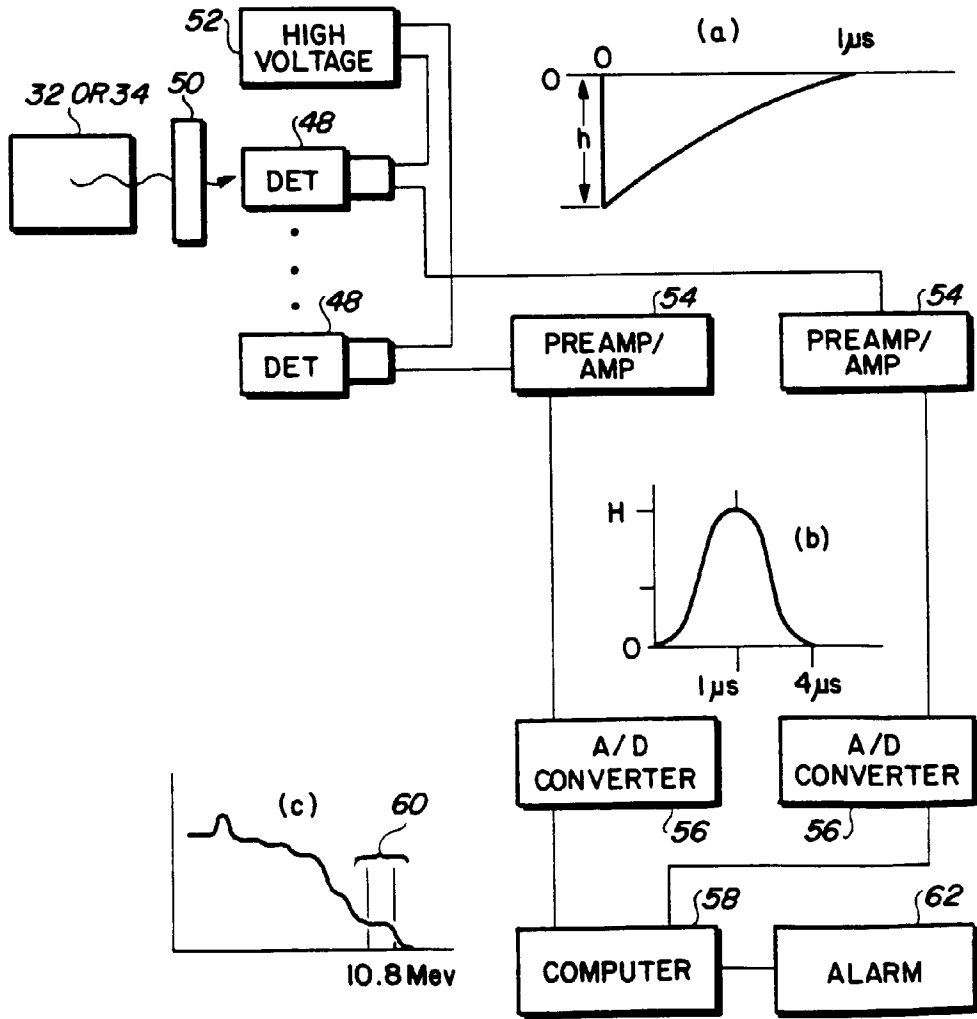 52
HIGH
VOLTAGE
(a)
0
1μs
0
h
32 OR 34
50
48
DET
48
DET
54
PREAMP/
AMP
54
PREAMP/
AMP
H
(b)
0
1μs
4μs
A/D
CONVERTER
56
A/D
CONVERTER
56
(c)
60
10.8 Mev
58
COMPUTER
62
ALARM